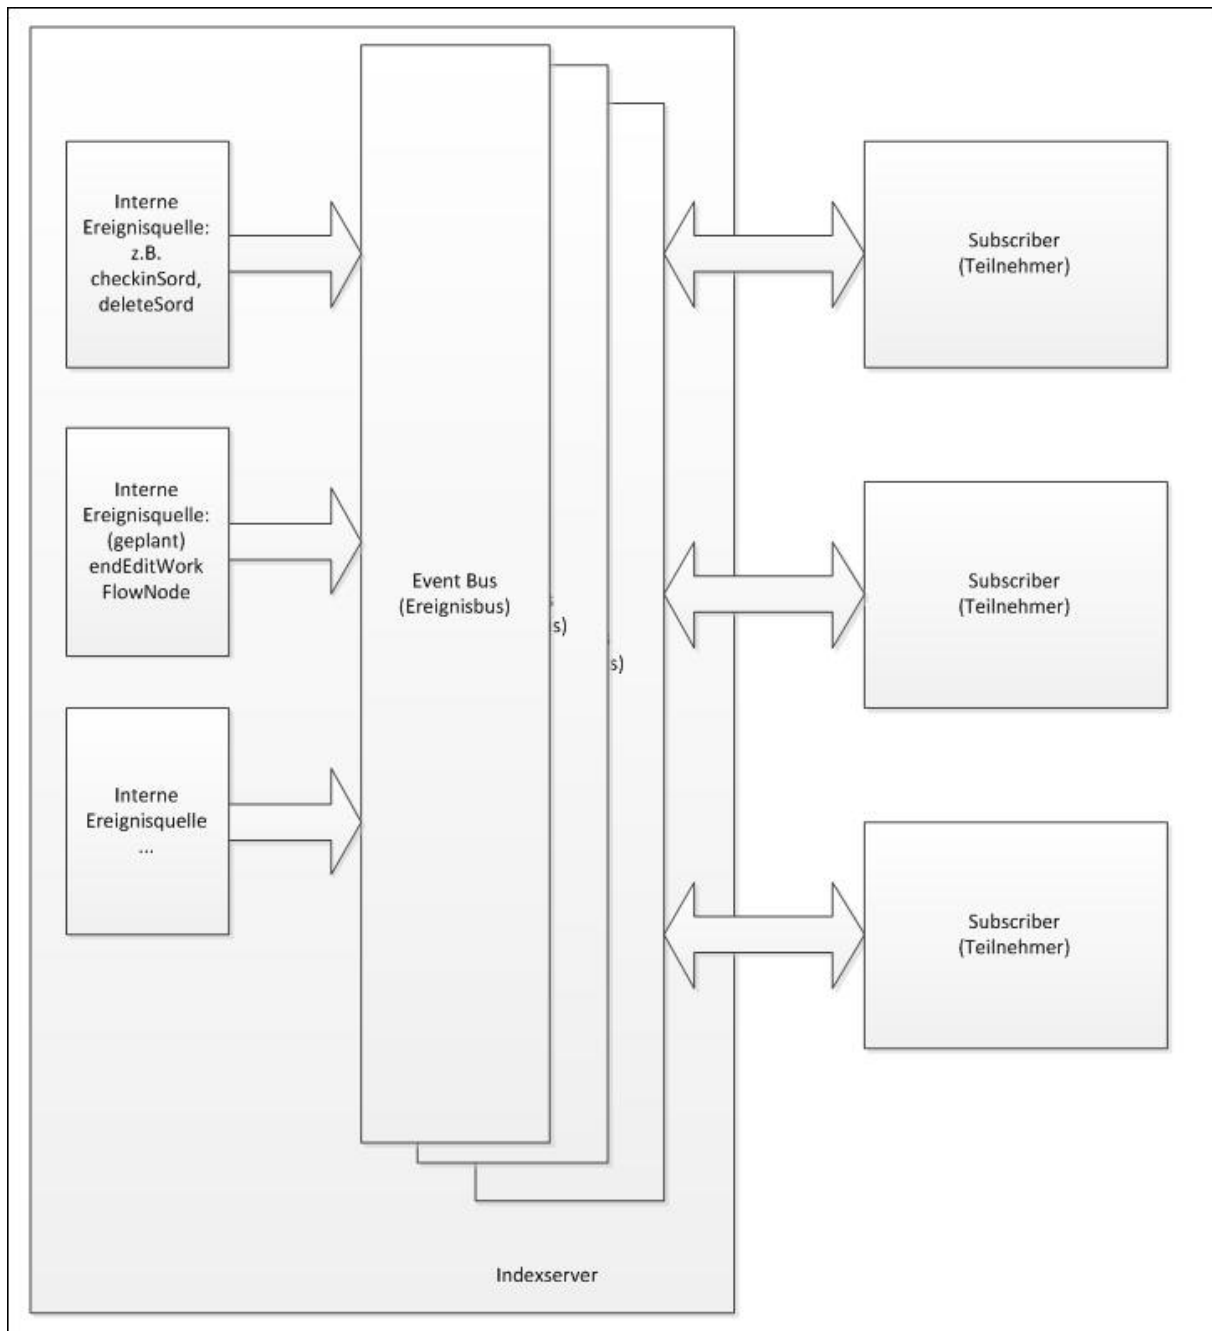 Interne
Ereignisquelle:
z.B.
checkinSord,
deleteSord
Interne
Ereignisquelle:
(geplant)
endEditWork
FlowNode
Interne
Ereignisquelle
...
Event Bus
(Ereignisbus)
s)
s)
Subscriber
(Teilnehmer)
Subscriber
(Teilnehmer)
Subscriber
(Teilnehmer)
Indexserver